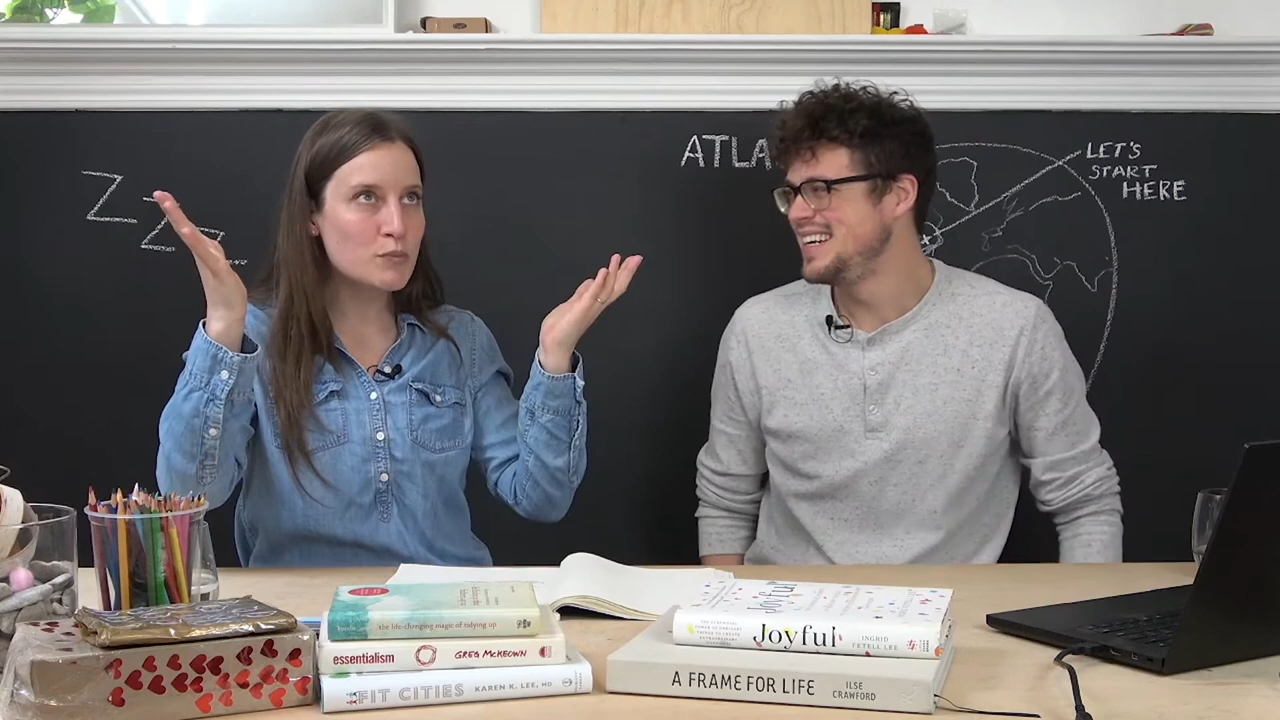 Z
Z
Z
ATLA
LET'S
START
HERE
the life-changing magic of tidying up
essentialism
GREG MCKEOWN
FIT CITIES
KAREN K. LEE, MD
Joyful
Joyful
INGRID
FETELL LEE
A FRAME FOR LIFE
ILSE
CRAWFORD